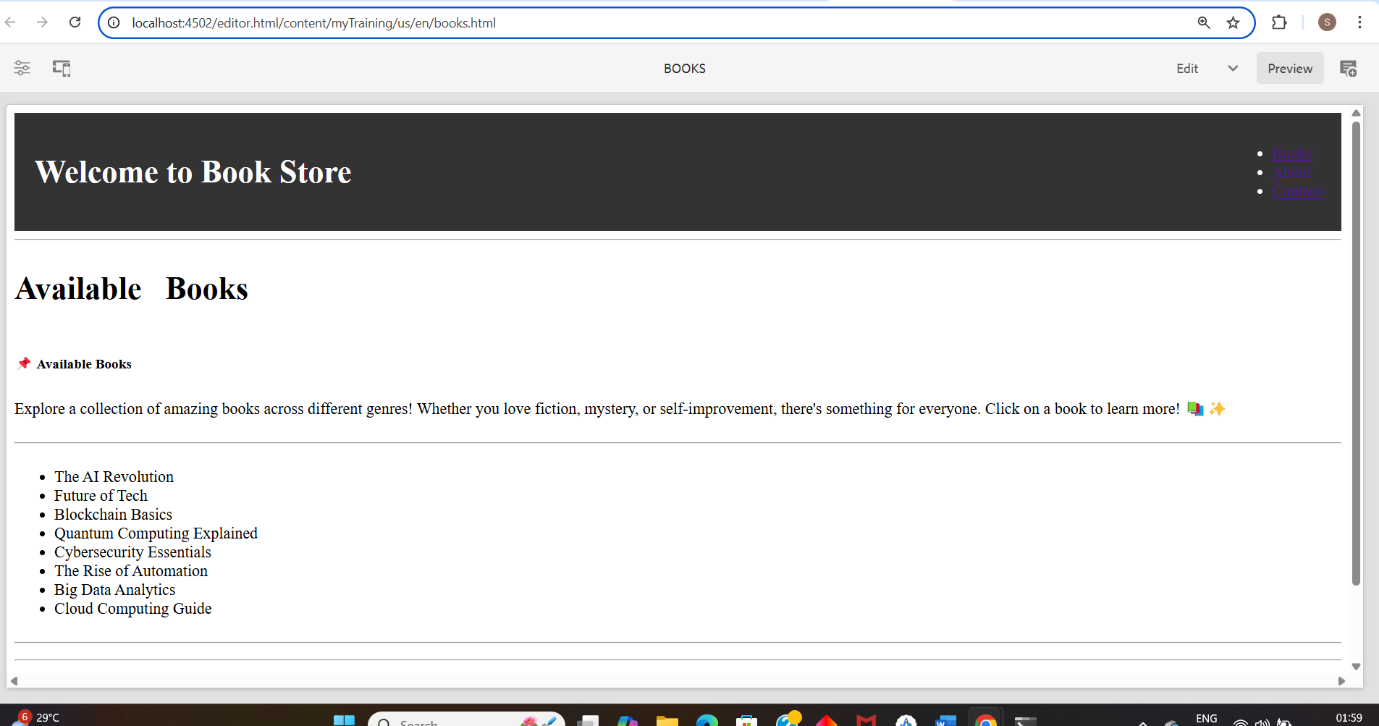 localhost:4502/editor.html/content/myTraining/us/en/books.html
S
BOOKS
Edit
Preview
Welcome to Book Store
Books
About
Contact
Available Books
Available Books
Explore a collection of amazing books across different genres! Whether you love fiction, mystery, or self-improvement, there's something for everyone. Click on a book to learn more!
The AI Revolution
Future of Tech
Blockchain Basics
Quantum Computing Explained
Cybersecurity Essentials
The Rise of Automation
Big Data Analytics
Cloud Computing Guide
6
29°C
Search
ENG
01:59